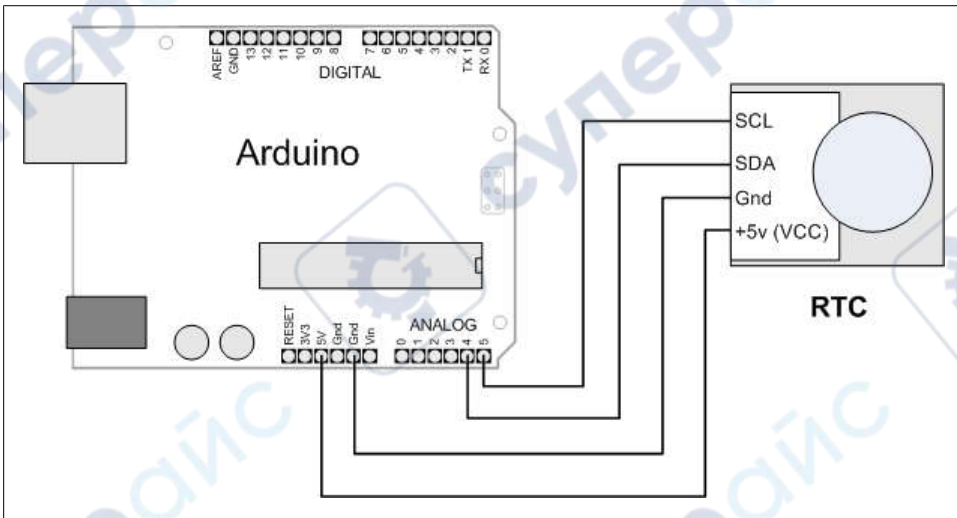 AREF
GND
13
12
11
10
9
8
7
6
5
4
3
2
TX 1
RX 0
DIGITAL
Arduino
SCL
SDA
Gnd
+5v (VCC)
RTC
RESET
3V3
5V
Gnd
Gnd
Vin
ANALOG
0
1
2
3
4
5
супер
айс